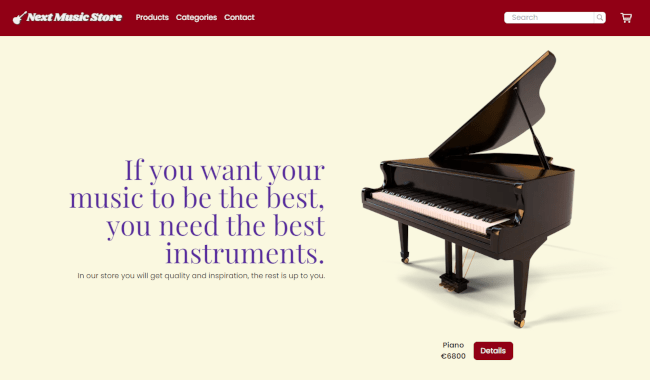 Next Music Store
Products Categories Contact
Search
If you want your
music to be the best,
you need the best
instruments.
In our store you will get quality and inspiration, the rest is up to you.
Piano
€6800
Details